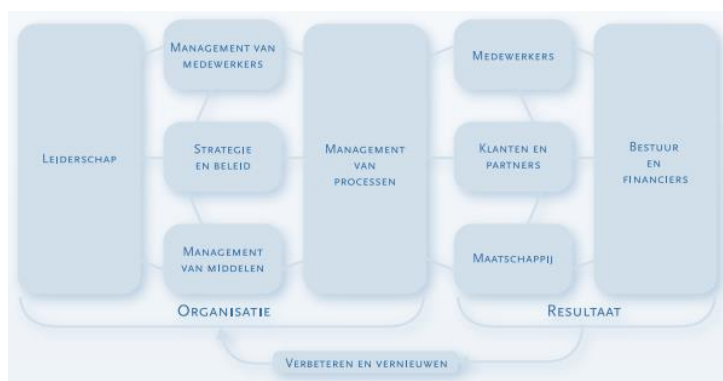 LEIDERSCHAP
MANAGEMENT VAN
MEDEWERKERS
STRATEGIE
EN BELEID
MANAGEMENT
VAN MIDDELEN
MANAGEMENT
VAN
PROCESSEN
MEDEWERKERS
KLANTEN EN
PARTNERS
MAATSCHAPPIJ
BESTUUR
EN
FINANCIERS
ORGANISATIE
RESULTAAT
VERBETEREN EN VERNIEUWEN